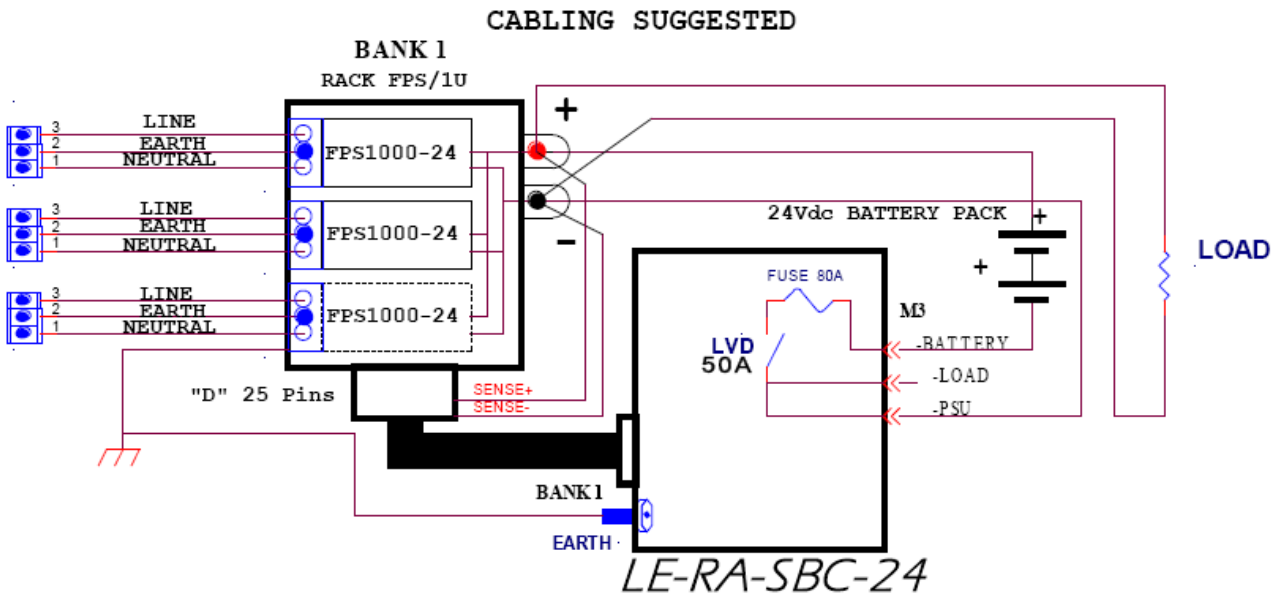 CABLING SUGGESTED
BANK 1
RACK FPS/1U
+
3 LINE
2 EARTH
1 NEUTRAL
FPS1000-24
3 LINE
2 EARTH
1 NEUTRAL
FPS1000-24
-
24Vdc BATTERY PACK +
+
LOAD
3 LINE
2 EARTH
1 NEUTRAL
FPS1000-24
FUSE 80A
M3
LVD
50A
-BATTERY
-LOAD
-PSU
"D" 25 Pins
SENSE+
SENSE-
BANK 1
EARTH
LE-RA-SBC-24